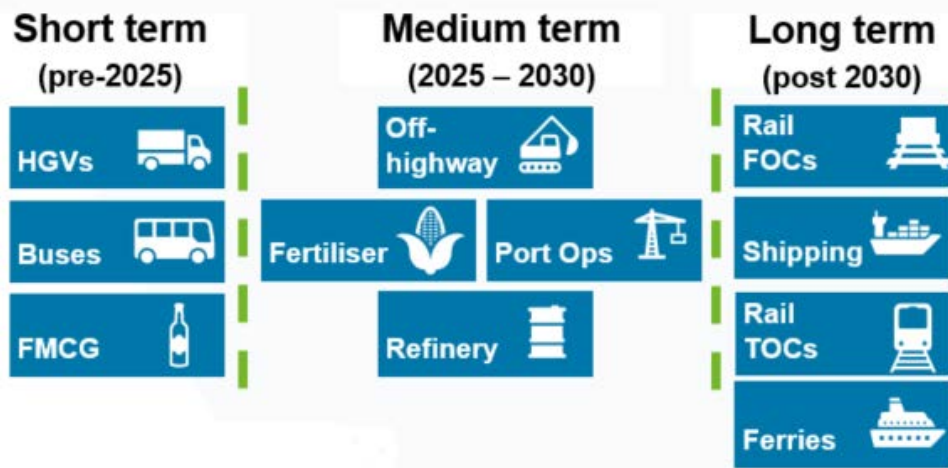 Short term
(pre-2025)
HGVs
Buses
FMCG
Medium term
(2025 – 2030)
Off-
highway
Fertiliser
Port Ops
Refinery
Long term
(post 2030)
Rail
FOCs
Shipping
Rail
TOCs
Ferries